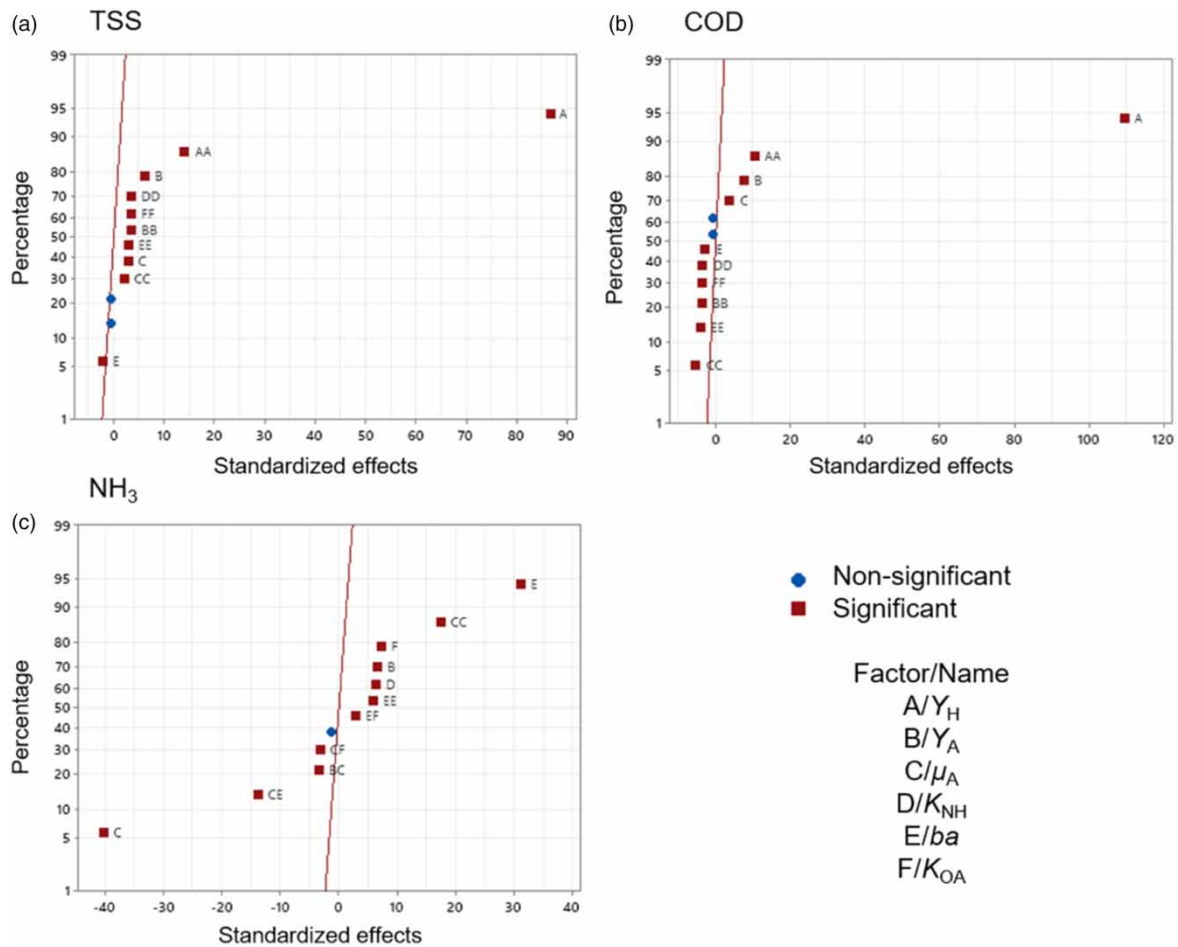 (a) TSS
99
95
90
80
70
60
50
40
30
20
10
5
1
Percentage
A
AA
B
DD
FF
BB
EE
C
CC
E
0 10 20 30 40 50 60 70 80 90
Standardized effects
(b) COD
99
95
90
80
70
60
50
40
30
20
10
5
1
Percentage
A
AA
B
C
E
DD
FF
BB
EE
CC
0 20 40 60 80 100 120
Standardized effects
(c) NH3
99
95
90
80
70
60
50
40
30
20
10
5
1
Percentage
E
CC
F
B
D
EE
EF
CF
BC
CE
C
-40 -30 -20 -10 0 10 20 30 40
Standardized effects
Non-significant
Significant
Factor/Name
A/YH
B/YA
C/μA
D/KNH
E/ba
F/KOA